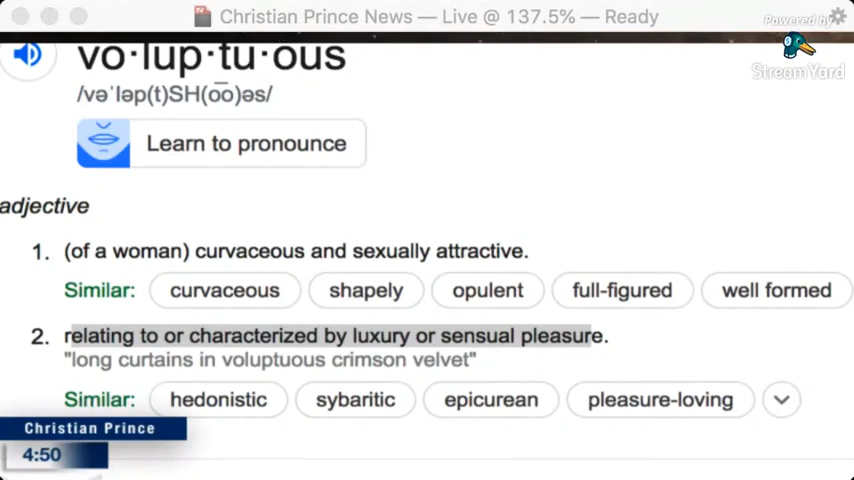 Christian Prince News — Live @ 137.5% — Ready
Powered by
StreamYard
vo·lup·tu·ous
/vəˈləp(t)SH(o͞o)əs/
Learn to pronounce
adjective
1. (of a woman) curvaceous and sexually attractive.
Similar: curvaceous shapely opulent full-figured well formed
2. relating to or characterized by luxury or sensual pleasure.
"long curtains in voluptuous crimson velvet"
Similar: hedonistic sybaritic epicurean pleasure-loving
Christian Prince
4:50